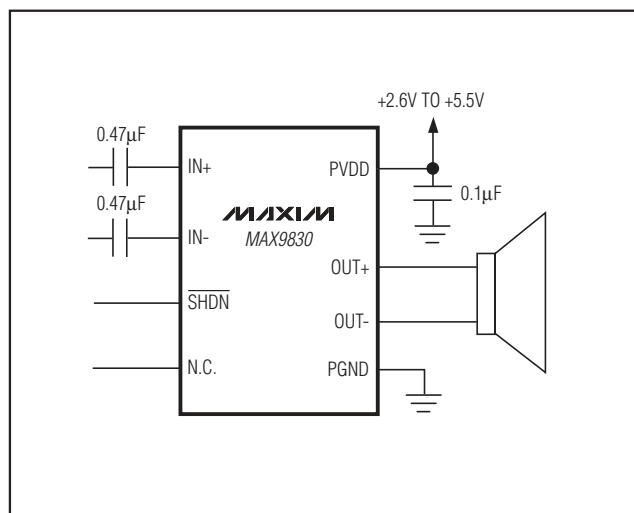 +2.6V TO +5.5V
0.47μF
IN+
PVDD
0.1μF
0.47μF
MAXIM
MAX9830
IN-
OUT+
SHDN
OUT-
N.C.
PGND